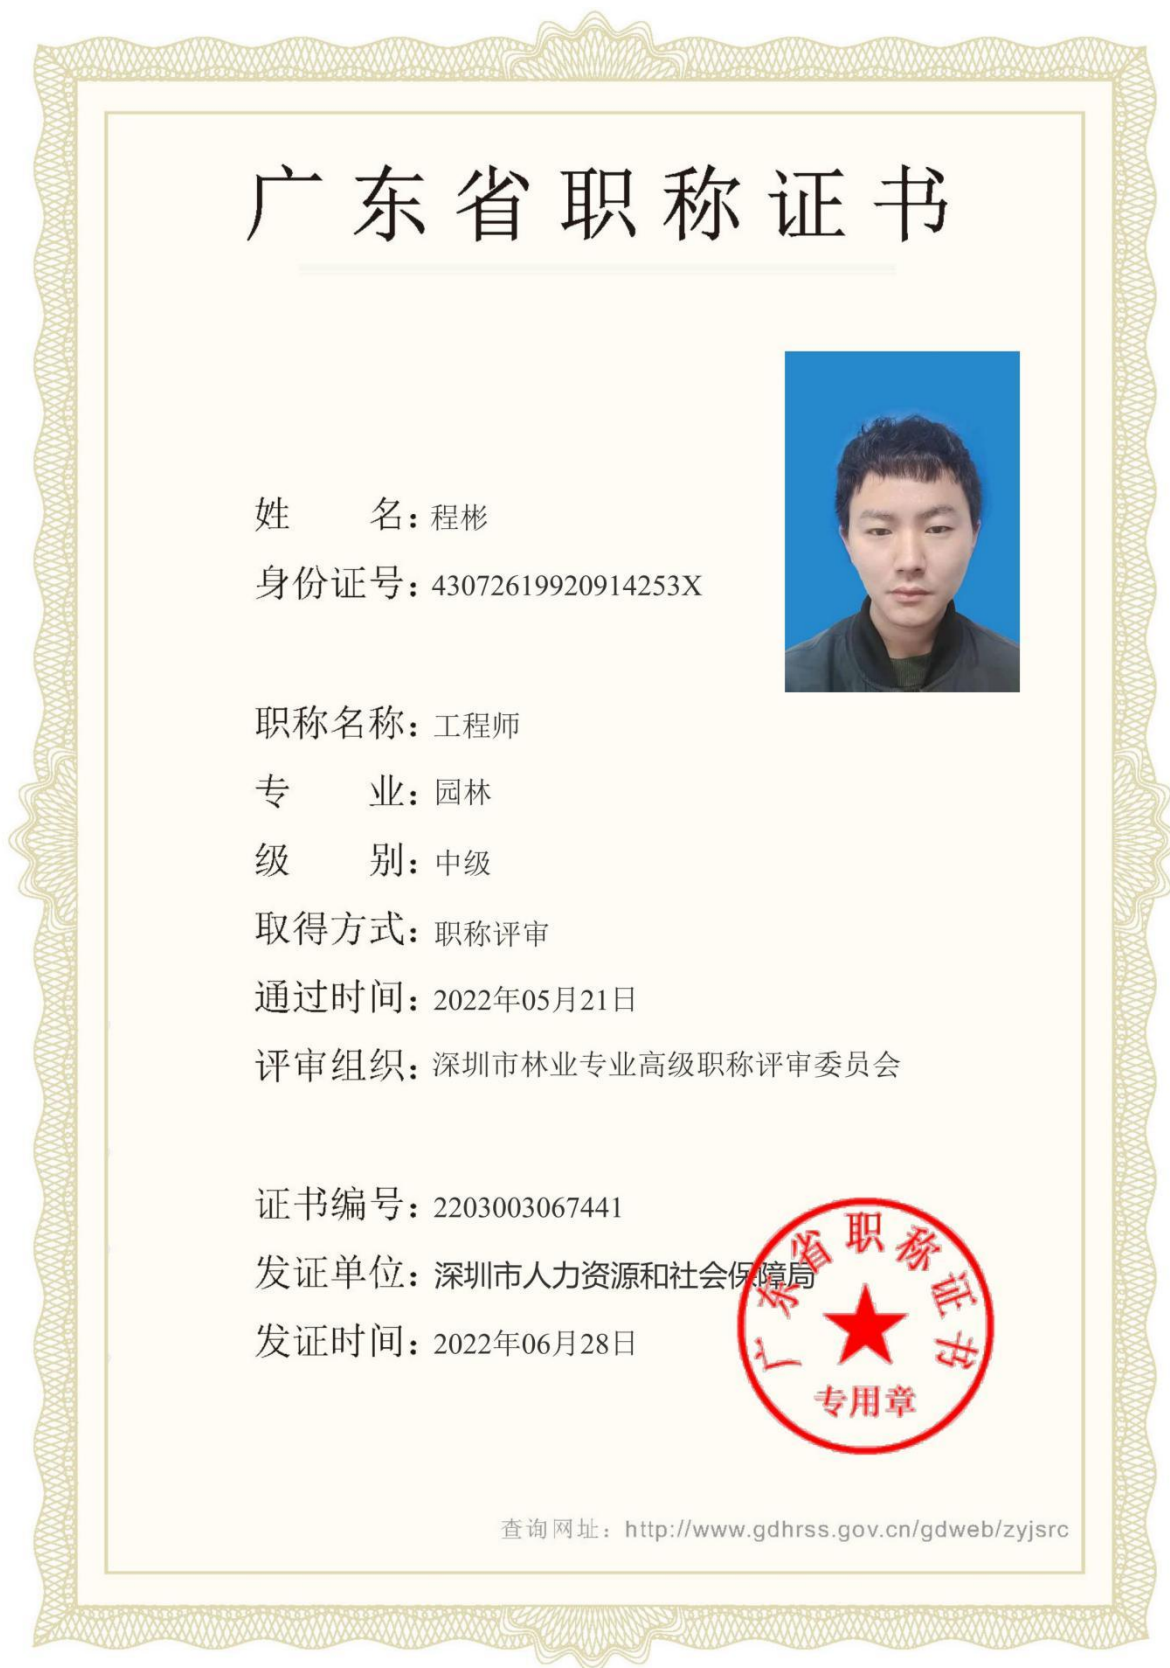 广东省职称证书
姓　　名：程彬
身份证号：43072619920914253X
职称名称：工程师
专　　业：园林
级　　别：中级
取得方式：职称评审
通过时间：2022年05月21日
评审组织：深圳市林业专业高级职称评审委员会
证书编号：2203003067441
发证单位：深圳市人力资源和社会保障局
发证时间：2022年06月28日
广东省职称证书
专用章
查询网址：http://www.gdhrss.gov.cn/gdweb/zyjsrc